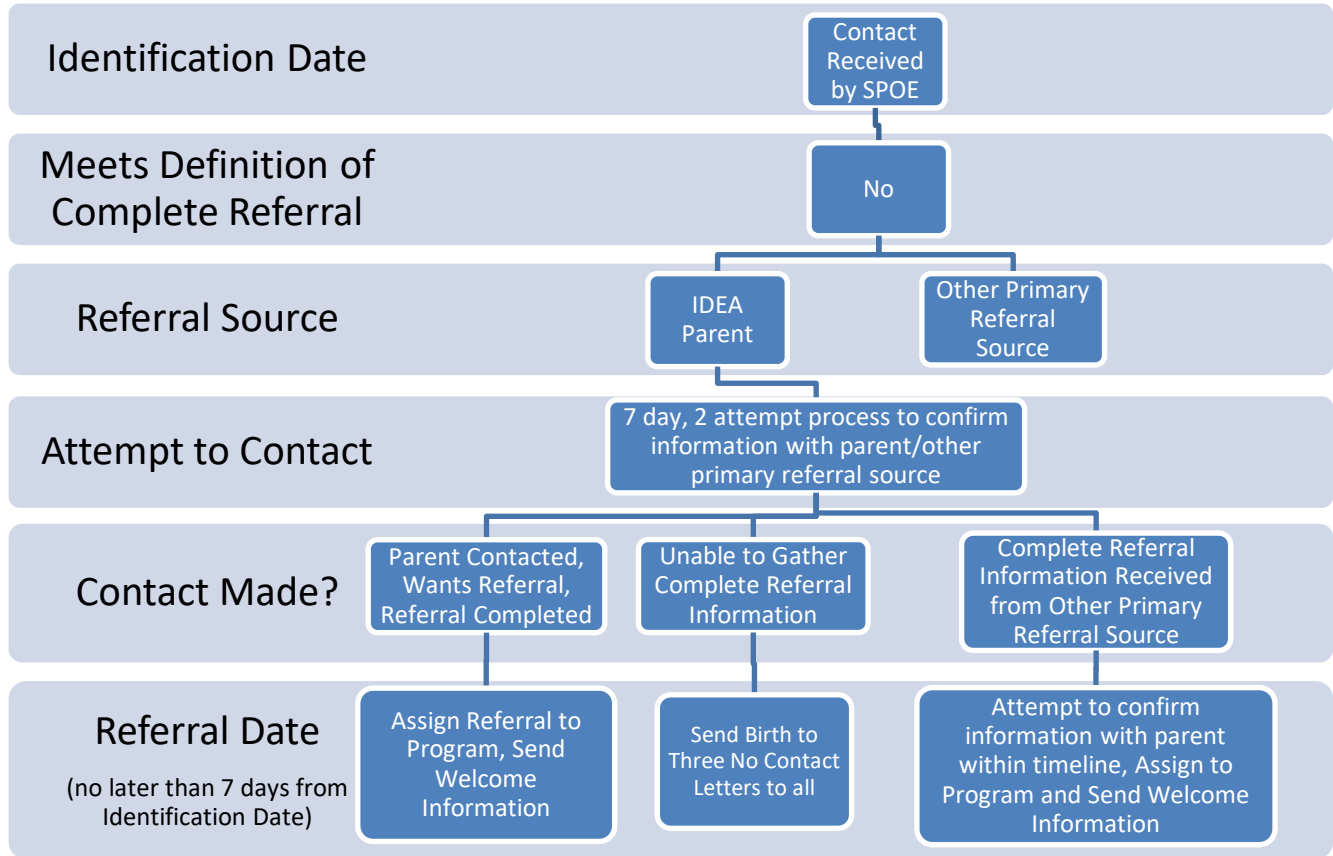 Identification Date
Contact
Received
by SPOE
Meets Definition of
Complete Referral
No
Referral Source
IDEA
Parent
Other Primary
Referral
Source
Attempt to Contact
7 day, 2 attempt process to confirm
information with parent/other
primary referral source
Contact Made?
Parent Contacted,
Wants Referral,
Referral Completed
Unable to Gather
Complete Referral
Information
Complete Referral
Information Received
from Other Primary
Referral Source
Referral Date
(no later than 7 days from
Identification Date)
Assign Referral to
Program, Send
Welcome
Information
Send Birth to
Three No Contact
Letters to all
Attempt to confirm
information with parent
within timeline, Assign to
Program and Send Welcome
Information